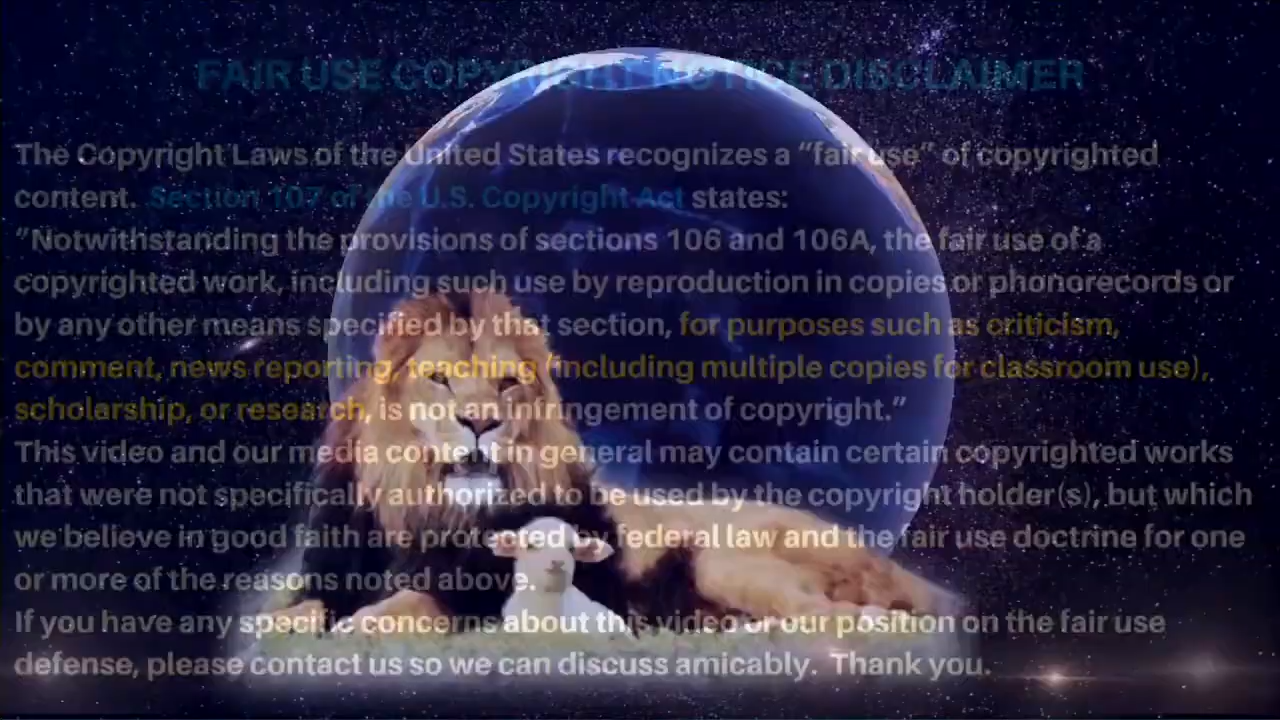 FAIR USE COPYRIGHT NOTICE DISCLAIMER
The Copyright Laws of the United States recognizes a “fair use” of copyrighted
content. Section 107 of the U.S. Copyright Act states:
“Notwithstanding the provisions of sections 106 and 106A, the fair use of a
copyrighted work, including such use by reproduction in copies or phonorecords or
by any other means specified by that section, for purposes such as criticism,
comment, news reporting, teaching (including multiple copies for classroom use),
scholarship, or research, is not an infringement of copyright.”
This video and our media content in general may contain certain copyrighted works
that were not specifically authorized to be used by the copyright holder(s), but which
we believe in good faith are protected by federal law and the fair use doctrine for one
or more of the reasons noted above.
If you have any specific concerns about this video or our position on the fair use
defense, please contact us so we can discuss amicably.  Thank you.